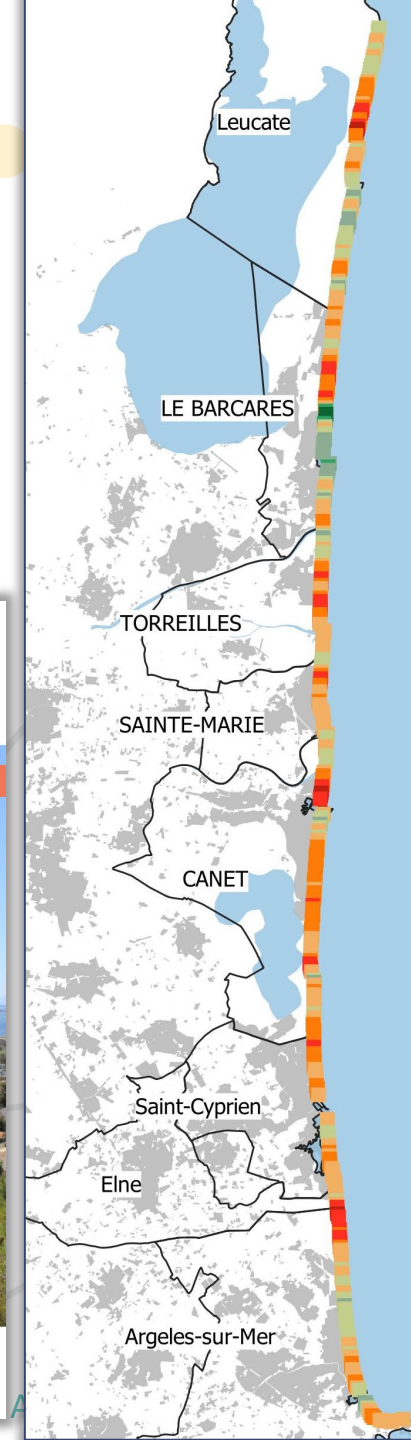 Leucate
LE BARCARES
TORREILLES
SAINTE-MARIE
CANET
Saint-Cyprien
Elne
Argeles-sur-Mer
A